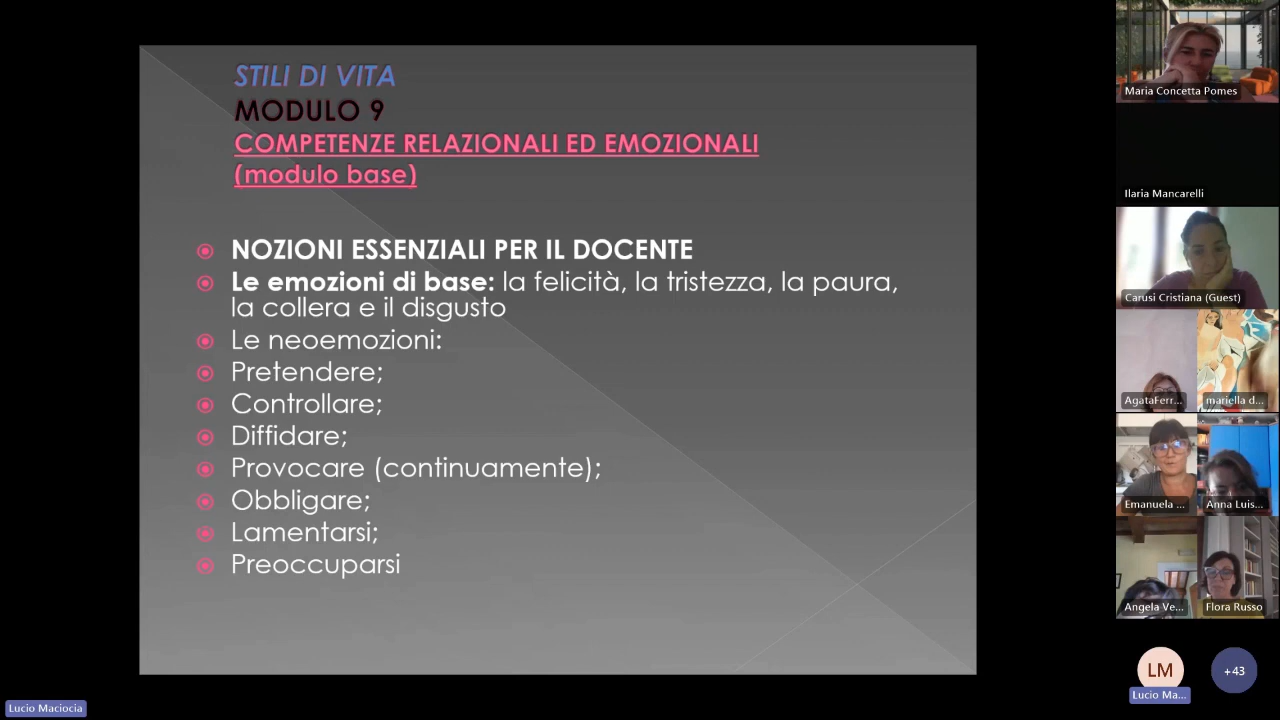 STILI DI VITA
MODULO 9
COMPETENZE RELAZIONALI ED EMOZIONALI
(modulo base)
NOZIONI ESSENZIALI PER IL DOCENTE
Le emozioni di base: la felicità, la tristezza, la paura,
la collera e il disgusto
Le neoemozioni:
Pretendere;
Controllare;
Diffidare;
Provocare (continuamente);
Obbligare;
Lamentarsi;
Preoccuparsi
Lucio Maciocia
Maria Concetta Pomes
Ilaria Mancarelli
Carusi Cristiana (Guest)
AgataFerr... mariella d...
Emanuela ... Anna Luis...
Angela Ve... Flora Russo
LM +43
Lucio Ma...